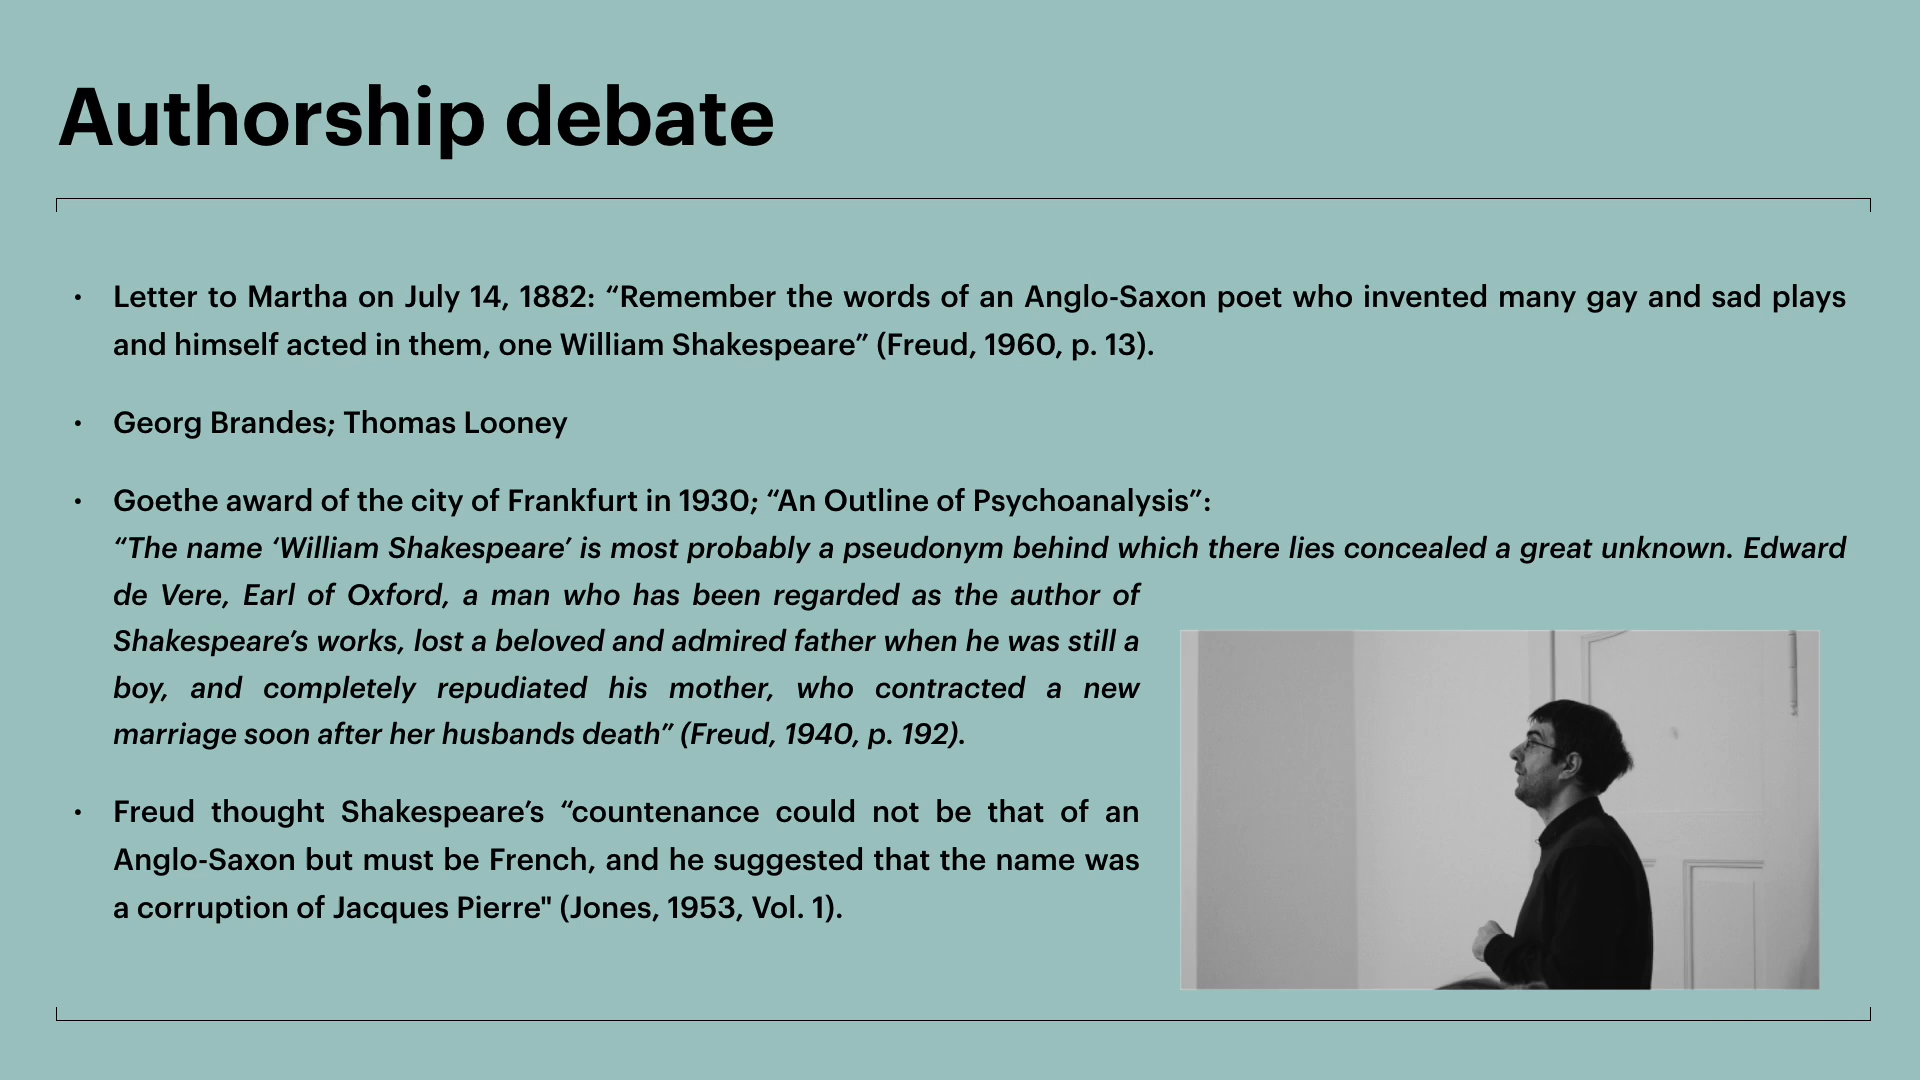 Authorship debate
• Letter to Martha on July 14, 1882: “Remember the words of an Anglo-Saxon poet who invented many gay and sad plays
and himself acted in them, one William Shakespeare” (Freud, 1960, p. 13).
• Georg Brandes; Thomas Looney
• Goethe award of the city of Frankfurt in 1930; “An Outline of Psychoanalysis”:
“The name ‘William Shakespeare’ is most probably a pseudonym behind which there lies concealed a great unknown. Edward
de Vere, Earl of Oxford, a man who has been regarded as the author of
Shakespeare’s works, lost a beloved and admired father when he was still a
boy, and completely repudiated his mother, who contracted a new
marriage soon after her husbands death” (Freud, 1940, p. 192).
• Freud thought Shakespeare’s “countenance could not be that of an
Anglo-Saxon but must be French, and he suggested that the name was
a corruption of Jacques Pierre" (Jones, 1953, Vol. 1).